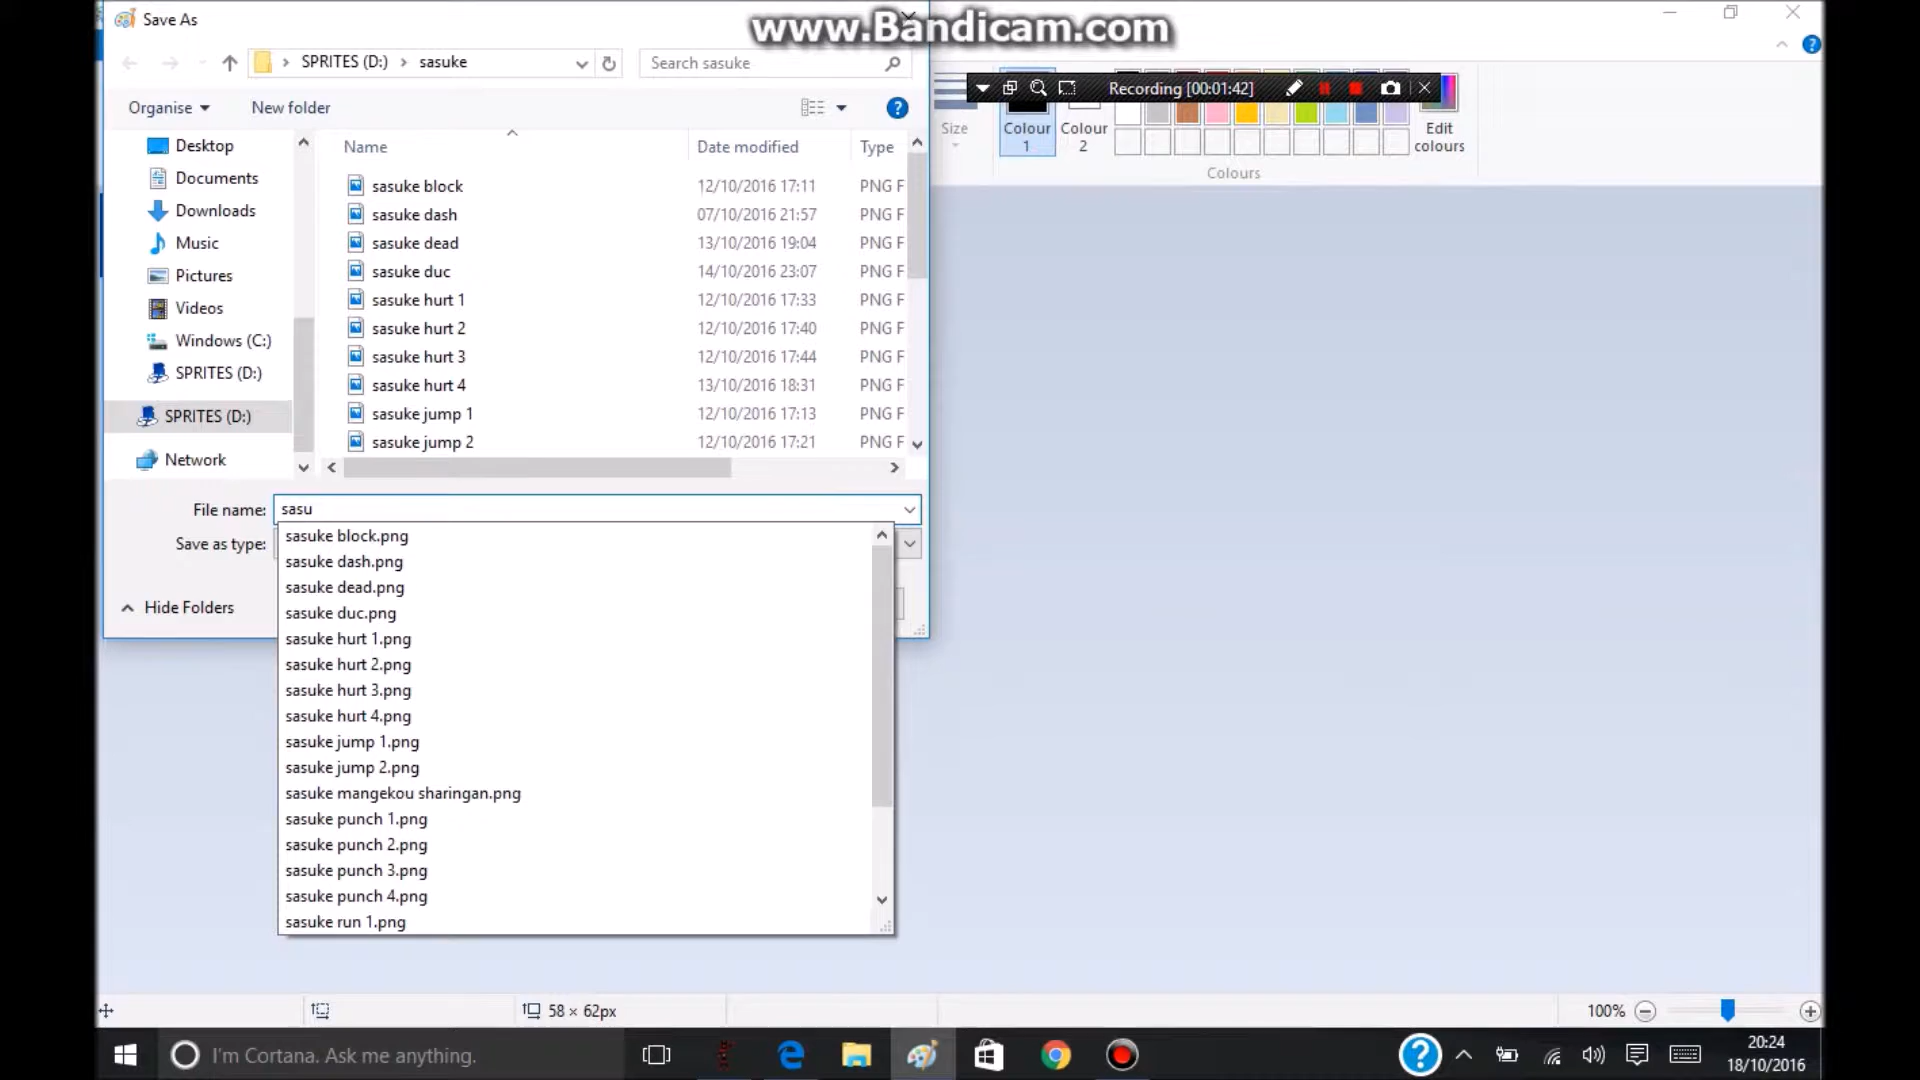 Save As
www.Bandicam.com
SPRITES (D:) › sasuke
Search sasuke
Recording [00:01:42]
Organise
New folder
Size
Colour 1
Colour 2
Edit colours
Colours
Desktop
Documents
Downloads
Music
Pictures
Videos
Windows (C:)
SPRITES (D:)
SPRITES (D:)
Network
Name Date modified Type
sasuke block 12/10/2016 17:11 PNG F
sasuke dash 07/10/2016 21:57 PNG F
sasuke dead 13/10/2016 19:04 PNG F
sasuke duc 14/10/2016 23:07 PNG F
sasuke hurt 1 12/10/2016 17:33 PNG F
sasuke hurt 2 12/10/2016 17:40 PNG F
sasuke hurt 3 12/10/2016 17:44 PNG F
sasuke hurt 4 13/10/2016 18:31 PNG F
sasuke jump 1 12/10/2016 17:13 PNG F
sasuke jump 2 12/10/2016 17:21 PNG F
File name: sasu
Save as type:
Hide Folders
sasuke block.png
sasuke dash.png
sasuke dead.png
sasuke duc.png
sasuke hurt 1.png
sasuke hurt 2.png
sasuke hurt 3.png
sasuke hurt 4.png
sasuke jump 1.png
sasuke jump 2.png
sasuke mangekou sharingan.png
sasuke punch 1.png
sasuke punch 2.png
sasuke punch 3.png
sasuke punch 4.png
sasuke run 1.png
58 × 62px
100%
I'm Cortana. Ask me anything.
20:24
18/10/2016